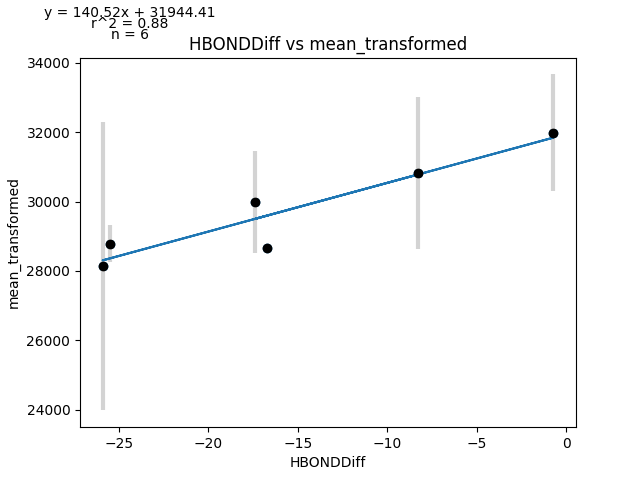 y = 140.52x + 31944.41
r^2 = 0.88
n = 6
HBONDDiff vs mean_transformed
34000
32000
30000
28000
26000
24000
mean_transformed
−25
−20
−15
−10
−5
0
HBONDDiff